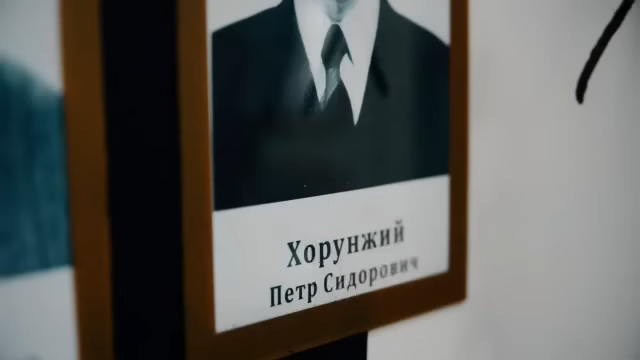 Хорунжий
Петр Сидорович